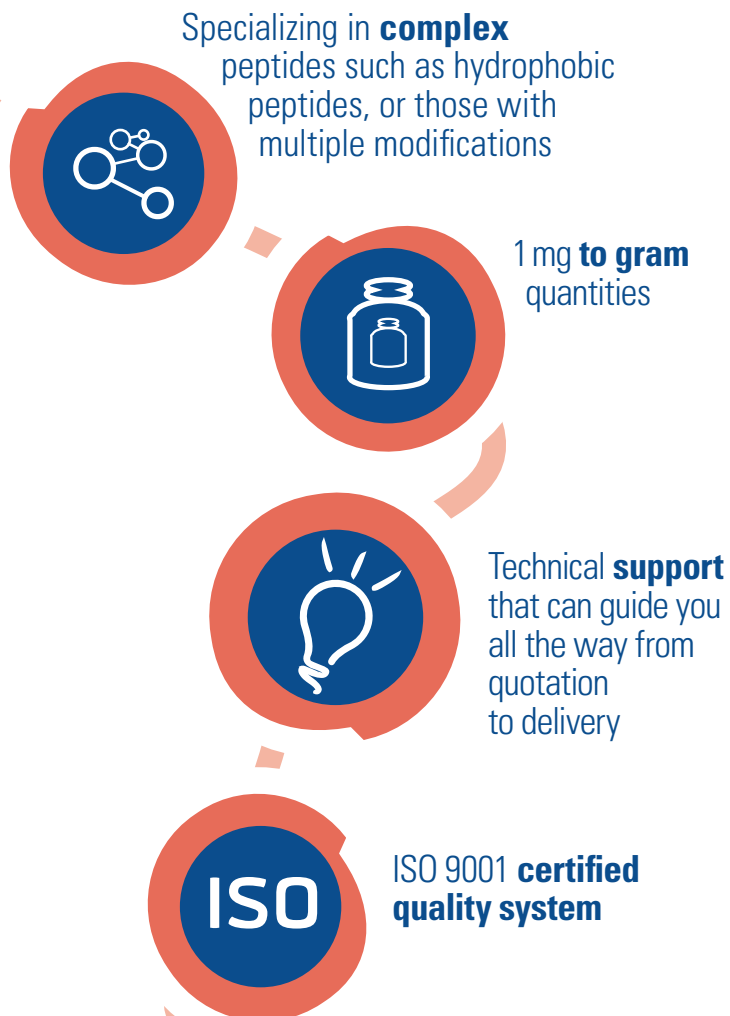 Specializing in complex
peptides such as hydrophobic
peptides, or those with
multiple modifications
1 mg to gram
quantities
Technical support
that can guide you
all the way from
quotation
to delivery
ISO
ISO 9001 certified
quality system